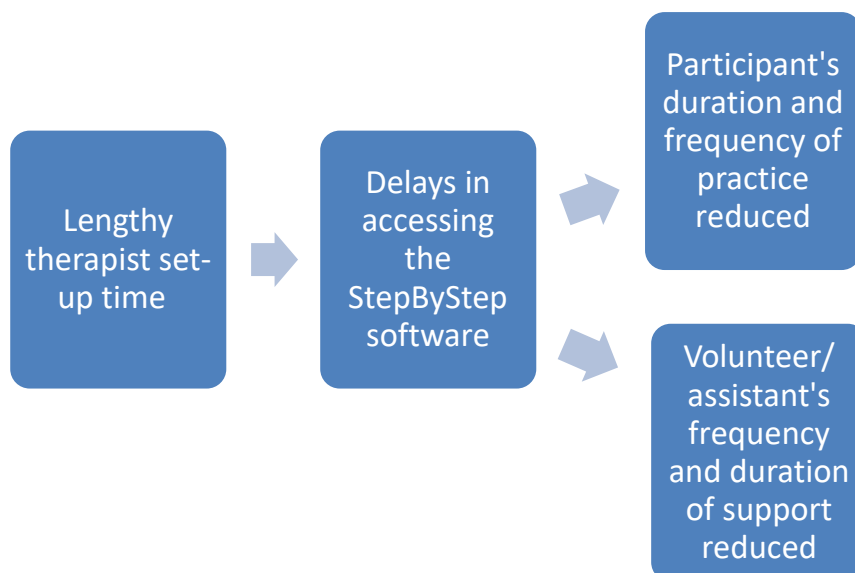 Lengthy
therapist set-
up time
Delays in
accessing
the
StepByStep
software
Participant's
duration and
frequency of
practice
reduced
Volunteer/
assistant's
frequency
and duration
of support
reduced